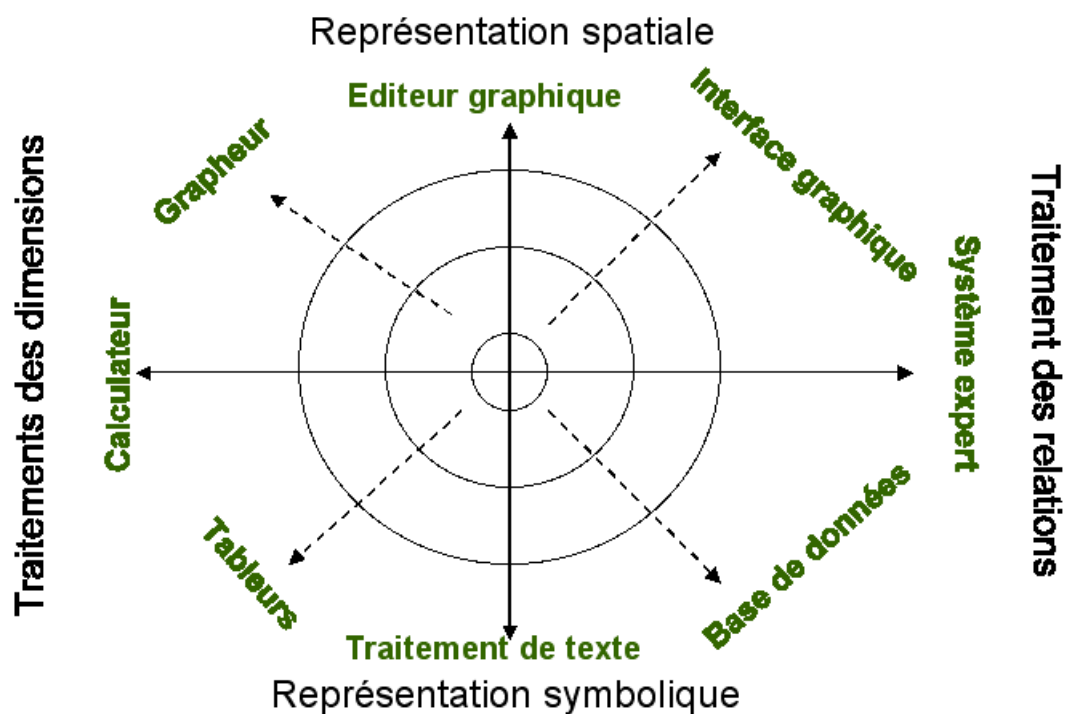 Représentation spatiale
Editeur graphique
Grapheur
Interface graphique
Traitements des dimensions
Calculateur
Système expert
Traitement des relations
Tableurs
Base de données
Traitement de texte
Représentation symbolique